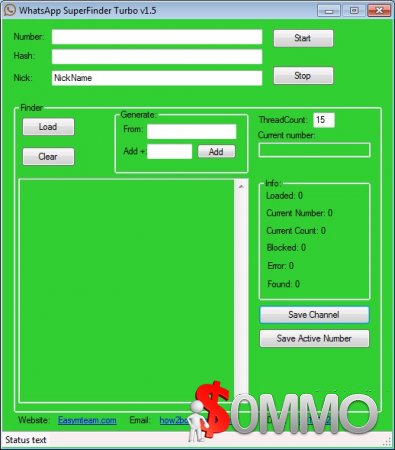 WhatsApp SuperFinder Turbo v1.5
Number:
Start
Hash:
Nick:
NickName
Stop
Finder
Load
Clear
Generate:
From:
Add +:
Add
ThreadCount:
15
Current number:
Info:
Loaded: 0
Current Number: 0
Current Count: 0
Blocked: 0
Error: 0
Found: 0
Save Channel
Save Active Number
$OMMO
Website: Easymteam.com Email:
Status text